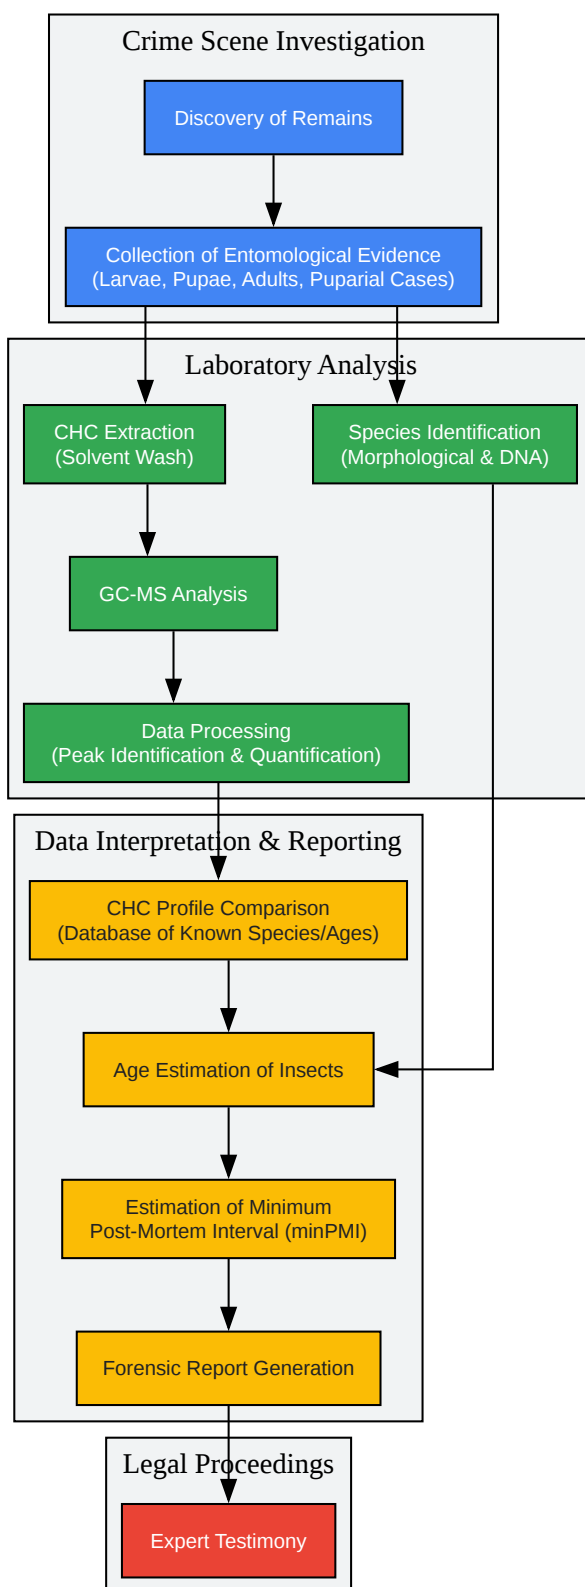 Crime Scene Investigation
Discovery of Remains
Collection of Entomological Evidence
(Larvae, Pupae, Adults, Puparial Cases)
Laboratory Analysis
CHC Extraction
(Solvent Wash)
Species Identification
(Morphological & DNA)
GC-MS Analysis
Data Processing
(Peak Identification & Quantification)
Data Interpretation & Reporting
CHC Profile Comparison
(Database of Known Species/Ages)
Age Estimation of Insects
Estimation of Minimum
Post-Mortem Interval (minPMI)
Forensic Report Generation
Legal Proceedings
Expert Testimony